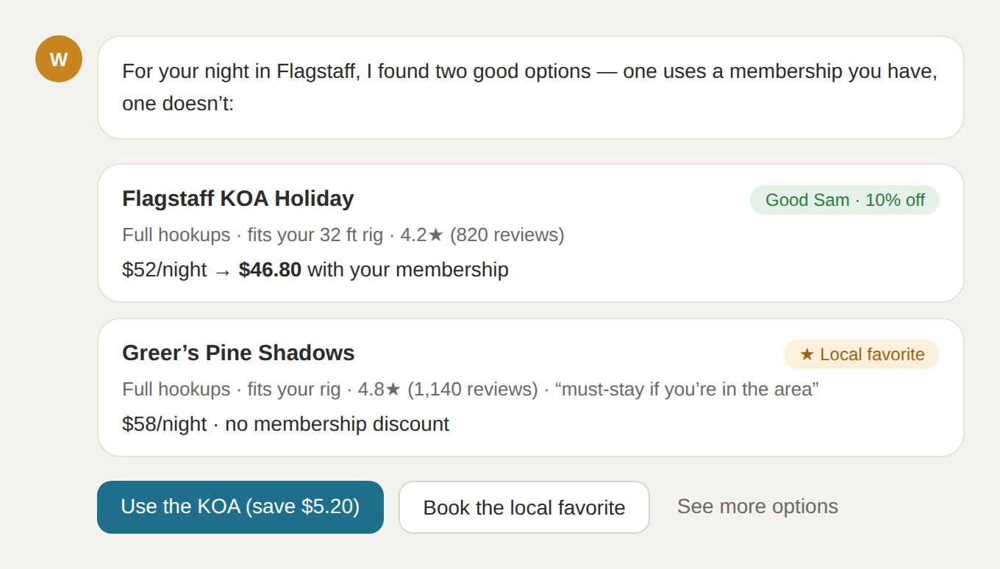 W
For your night in Flagstaff, I found two good options — one uses a membership you have,
one doesn’t:
Flagstaff KOA Holiday
Good Sam · 10% off
Full hookups · fits your 32 ft rig · 4.2★ (820 reviews)
$52/night → $46.80 with your membership
Greer’s Pine Shadows
★ Local favorite
Full hookups · fits your rig · 4.8★ (1,140 reviews) · “must-stay if you’re in the area”
$58/night · no membership discount
Use the KOA (save $5.20)
Book the local favorite
See more options